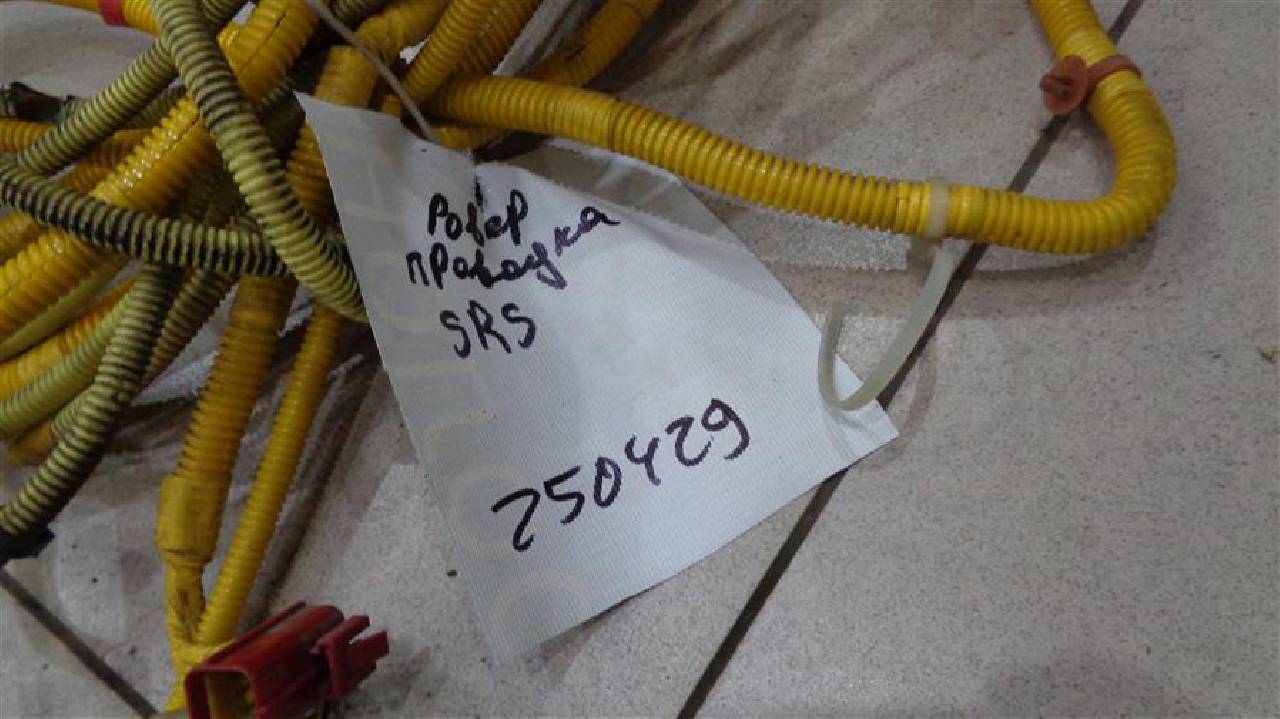 Ровер
проводка
SRS
250429